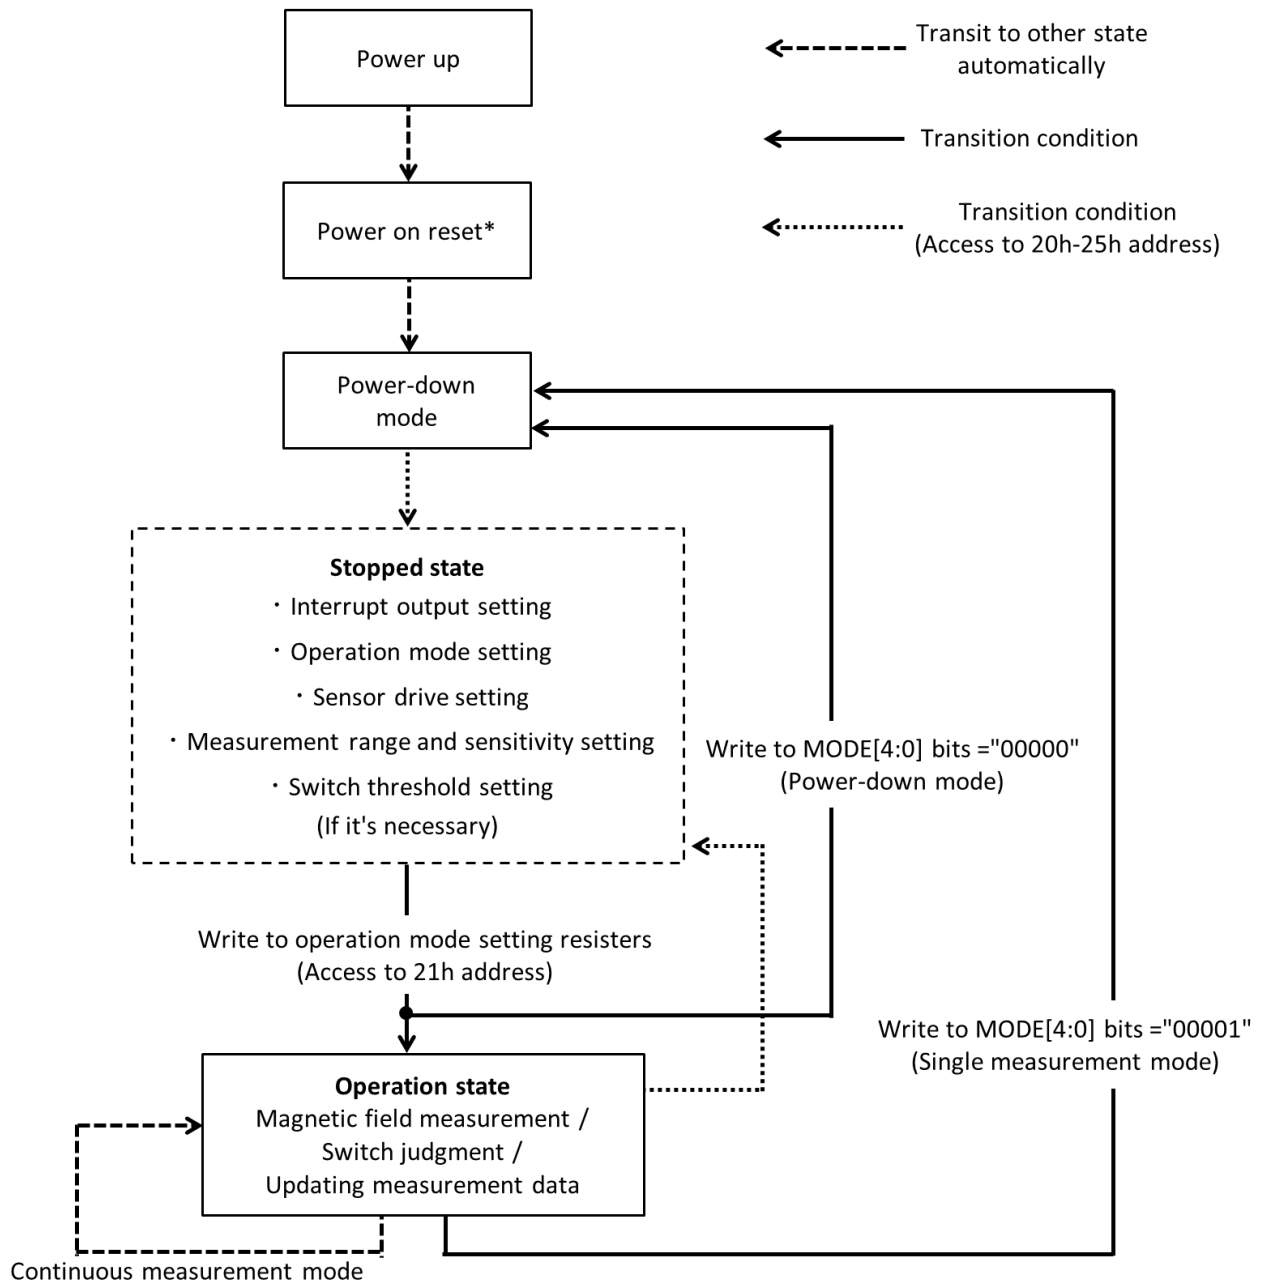 Power up
Transit to other state
automatically
Transition condition
Power on reset*
Transition condition
(Access to 20h-25h address)
Power-down
mode
Stopped state
・Interrupt output setting
・Operation mode setting
・Sensor drive setting
・Measurement range and sensitivity setting
・Switch threshold setting
(If it's necessary)
Write to MODE[4:0] bits ="00000"
(Power-down mode)
Write to operation mode setting resisters
(Access to 21h address)
Write to MODE[4:0] bits ="00001"
(Single measurement mode)
Operation state
Magnetic field measurement /
Switch judgment /
Updating measurement data
Continuous measurement mode